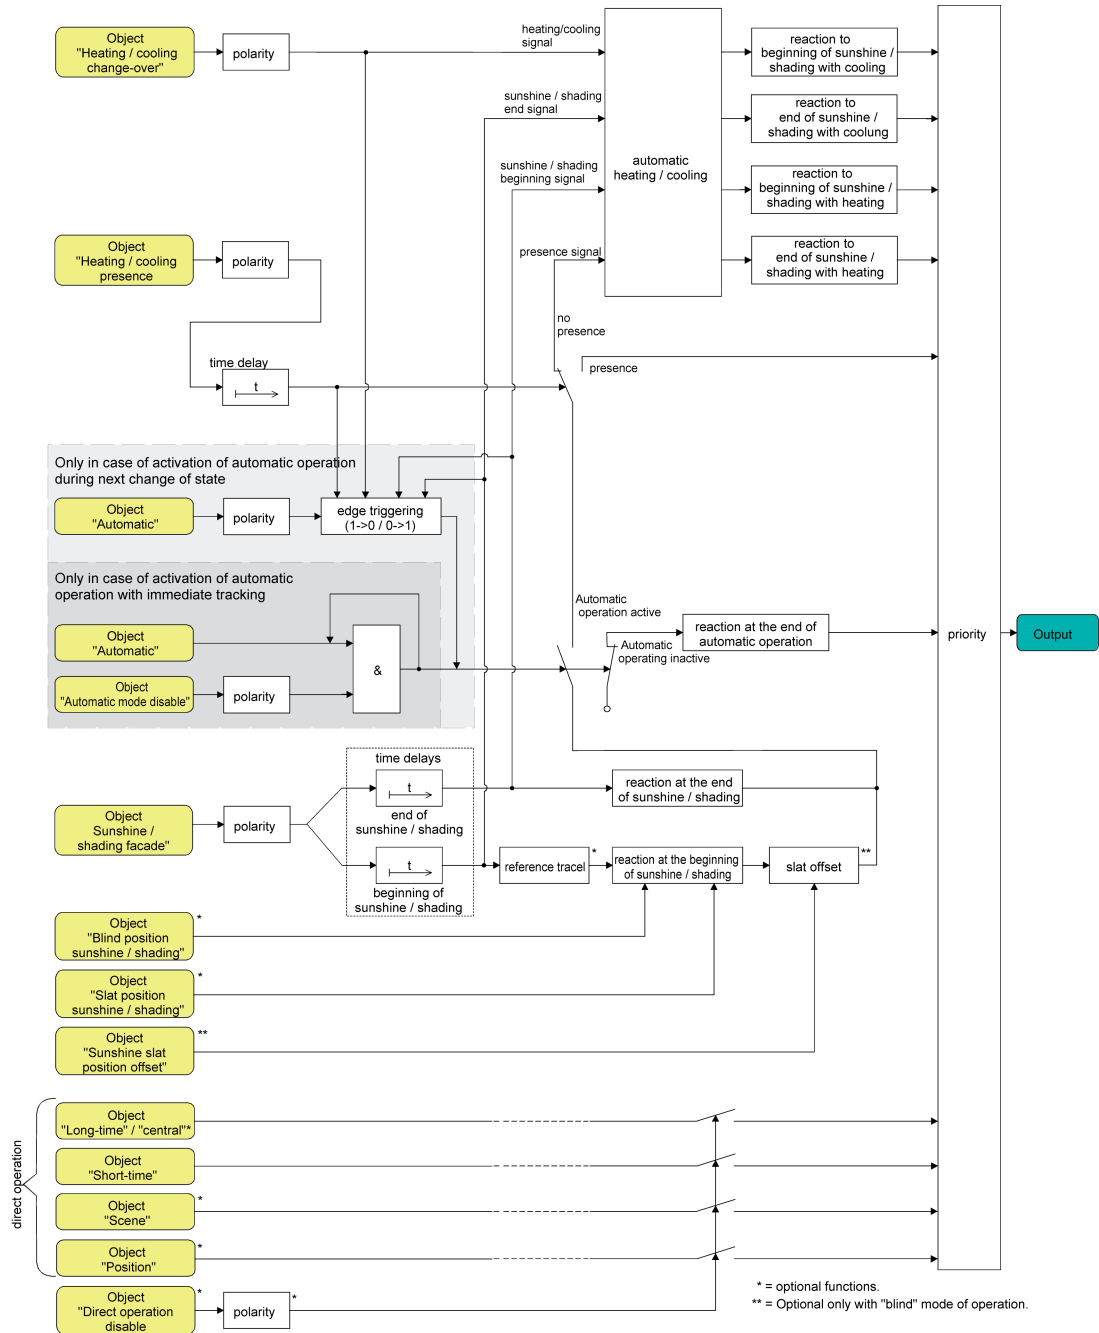 Object
"Heating / cooling
change-over"
polarity
heating/cooling
signal
reaction to
beginning of sunshine /
shading with cooling
sunshine / shading
end signal
reaction to
end of sunshine /
shading with coolung
automatic
heating / cooling
sunshine / shading
beginning signal
reaction to
beginning of sunshine /
shading with heating
Object
"Heating / cooling
presence
polarity
presence signal
reaction to
end of sunshine /
shading with heating
no
presence
presence
time delay
t
Only in case of activation of automatic operation
during next change of state
Object
"Automatic"
polarity
edge triggering
(1->0 / 0->1)
Only in case of activation of automatic
operation with immediate tracking
Object
"Automatic"
&
Object
"Automatic mode disable"
polarity
Automatic
operation active
Automatic
operating inactive
reaction at the end of
automatic operation
priority
Output
time delays
t
end of
sunshine / shading
reaction at the end
of sunshine / shading
Object
Sunshine /
shading facade"
polarity
t
beginning of
sunshine / shading
reference tracel
*
reaction at the beginning
of sunshine / shading
slat offset
**
Object
"Blind position
sunshine / shading"
*
Object
"Slat position
sunshine / shading"
*
Object
"Sunshine slat
position offset"
**
direct operation
Object
"Long-time" / "central"*
Object
"Short-time"
Object
"Scene"
*
Object
"Position"
*
Object
"Direct operation
disable
*
polarity
*
* = optional functions.
** = Optional only with "blind" mode of operation.